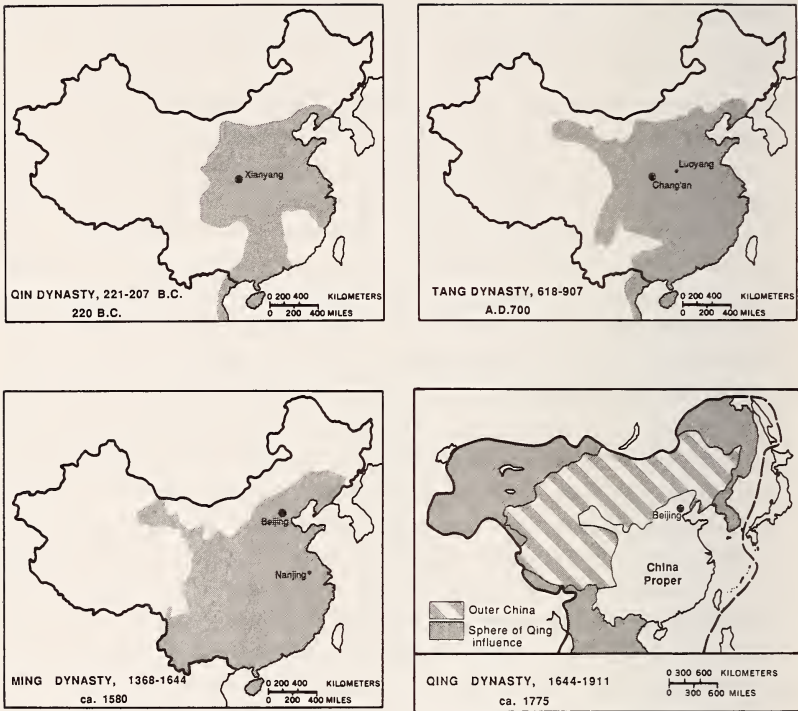 Xianyang
QIN DYNASTY, 221-207 B.C.
220 B.C.
0 200 400 KILOMETERS
0 200 400 MILES
Luoyang
Chang'an
TANG DYNASTY, 618-907
A.D.700
0 200 400 KILOMETERS
0 200 400 MILES
Beijing
Nanjing
MING DYNASTY, 1368-1644
ca. 1580
0 200 400 KILOMETERS
0 200 400 MILES
Beijing
China
Proper
Outer China
Sphere of Qing
influence
QING DYNASTY, 1644-1911
ca. 1775
0 300 600 KILOMETERS
0 300 600 MILES